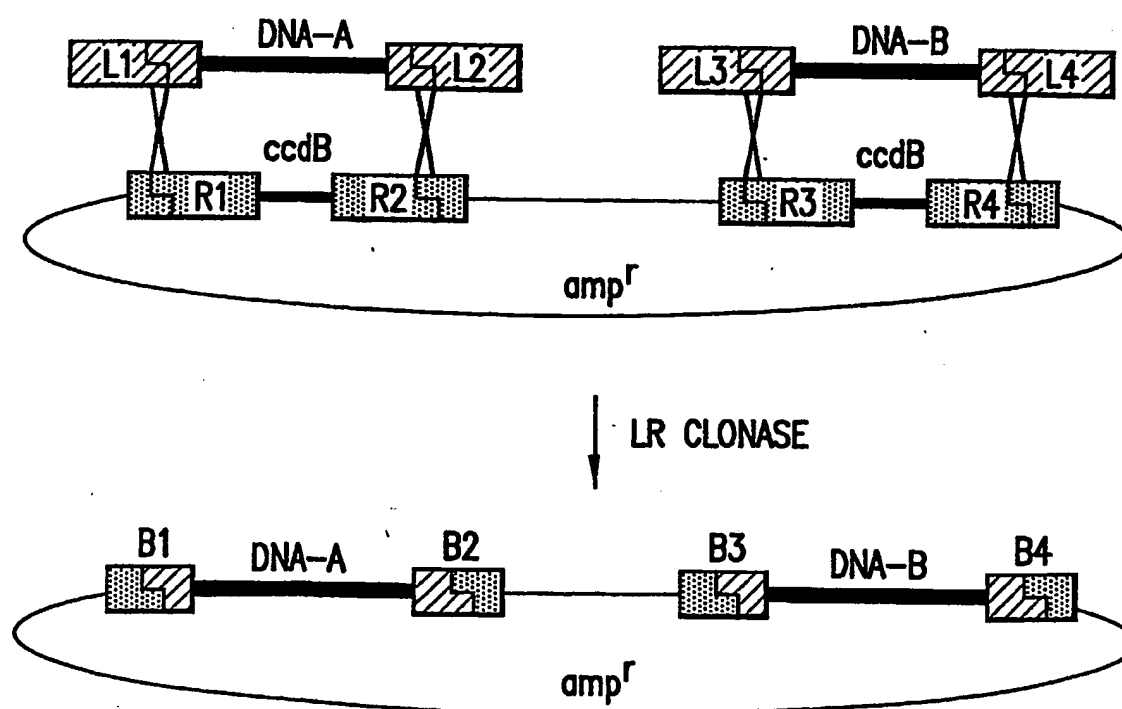 L1 DNA-A L2 L3 DNA-B L4
ccdB ccdB
R1 R2 R3 R4
amp^r
LR CLONASE
B1 DNA-A B2 B3 DNA-B B4
amp^r